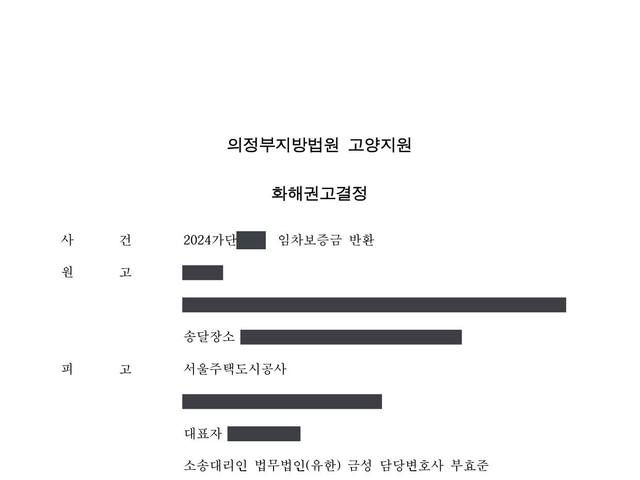 의정부지방법원 고양지원
화해권고결정
사 건 2024가단 임차보증금 반환
원 고
송달장소
피 고 서울주택도시공사
대표자
소송대리인 법무법인(유한) 금성 담당변호사 부효준